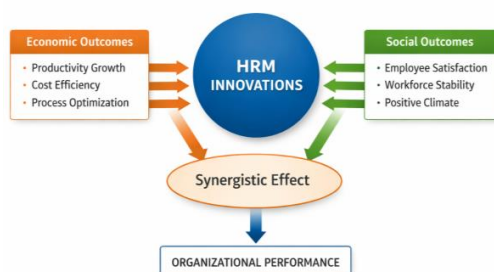 Economic Outcomes
• Productivity Growth
• Cost Efficiency
• Process Optimization
HRM
INNOVATIONS
Social Outcomes
• Employee Satisfaction
• Workforce Stability
• Positive Climate
Synergistic Effect
ORGANIZATIONAL PERFORMANCE